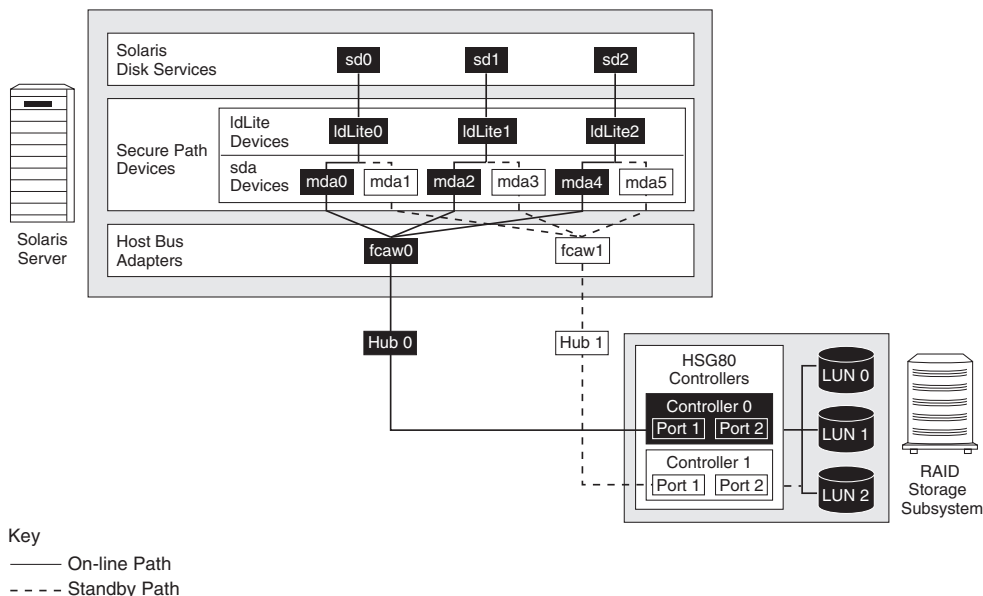 Solaris
Disk Services
sd0
sd1
sd2
ldLite
Devices
ldLite0
ldLite1
ldLite2
Secure Path
Devices
sda
Devices
mda0
mda1
mda2
mda3
mda4
mda5
Solaris
Server
Host Bus
Adapters
fcaw0
fcaw1
Hub 0
Hub 1
HSG80
Controllers
Controller 0
Port 1
Port 2
Controller 1
Port 1
Port 2
LUN 0
LUN 1
LUN 2
RAID
Storage
Subsystem
Key
On-line Path
Standby Path